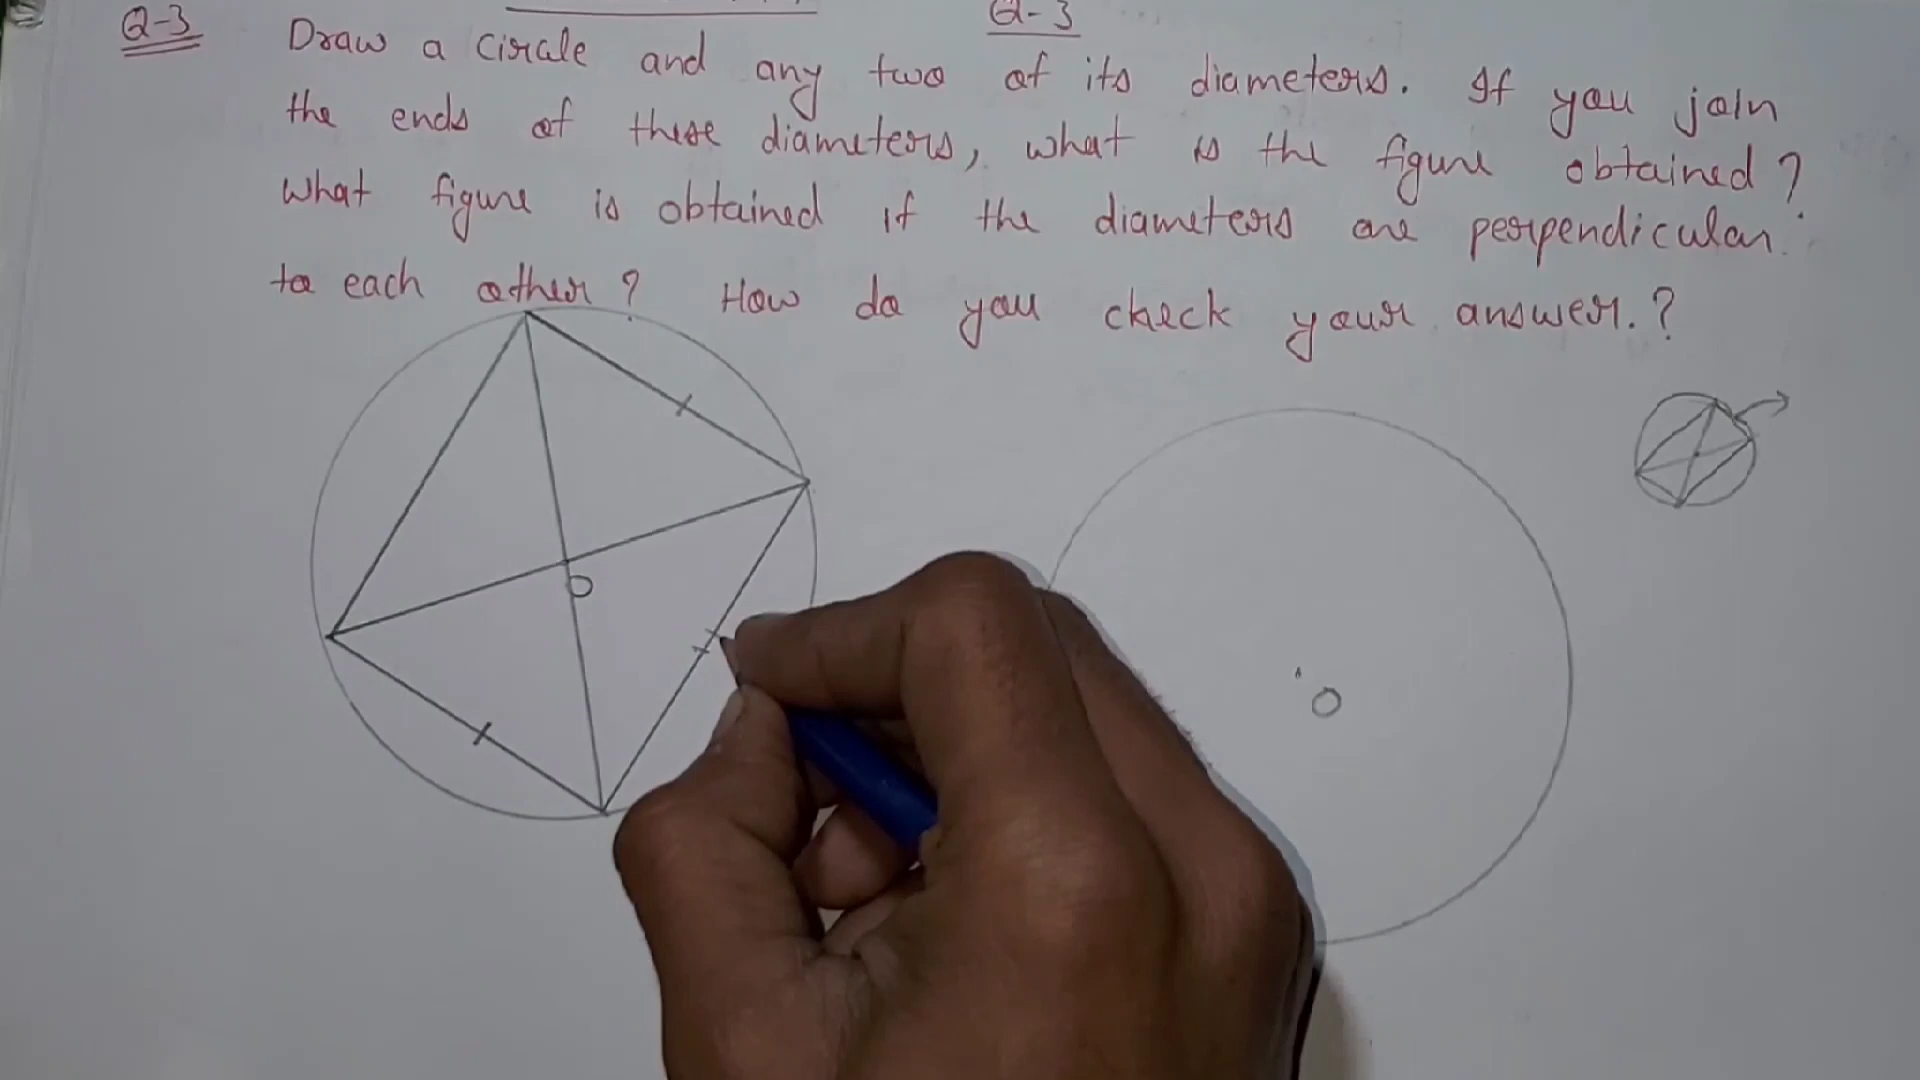 Q-3
Q-3
Draw a circle and any two of its diameters. If you join
the ends of these diameters, what is the figure obtained?
What figure is obtained if the diameters are perpendicular
to each other? How do you check your answer.?
O
O